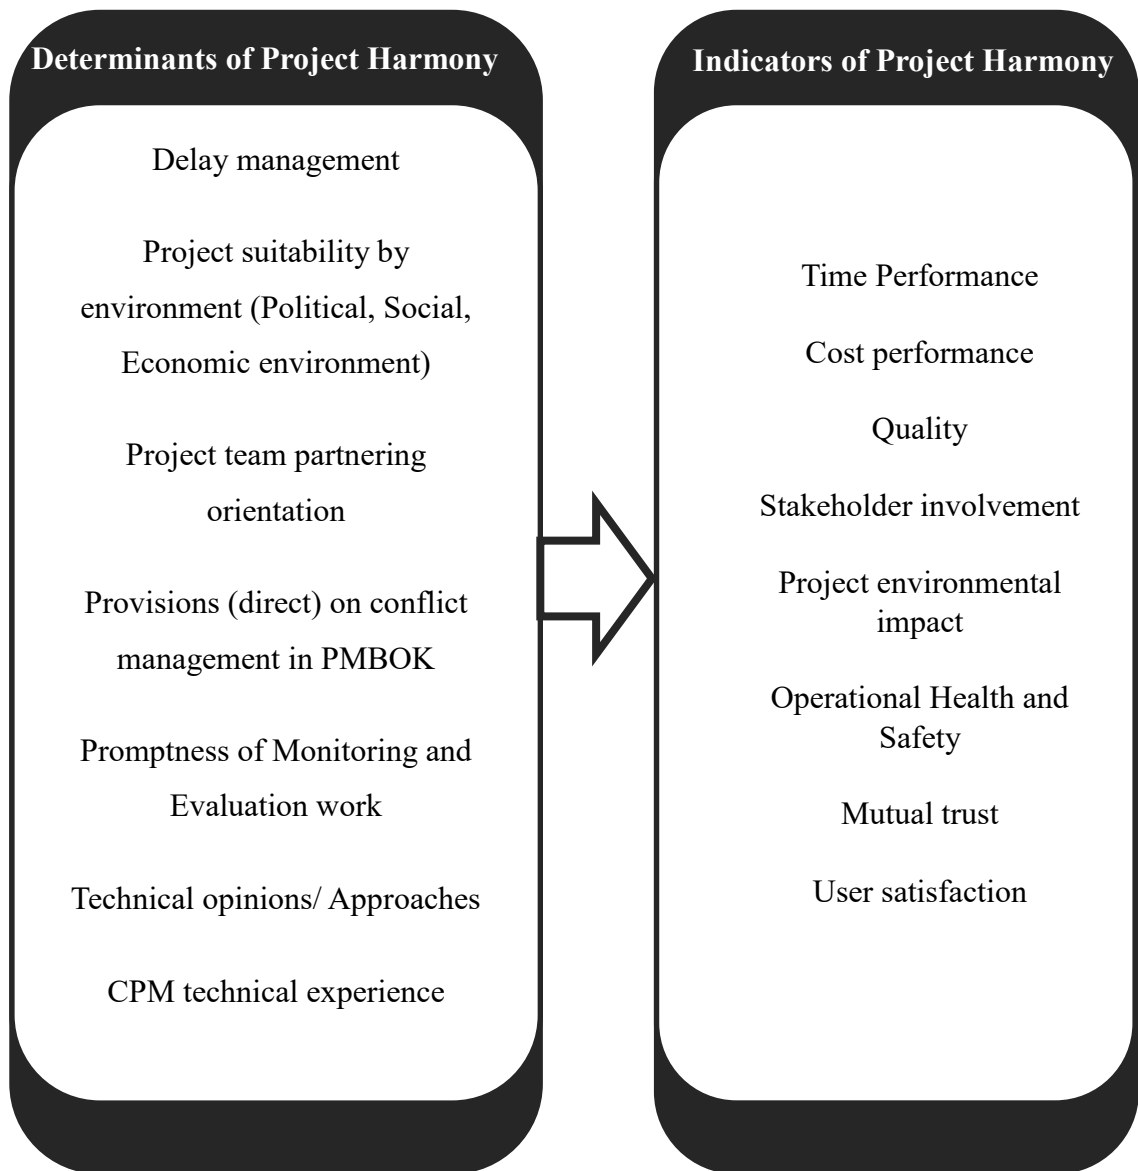 Determinants of Project Harmony
Delay management
Project suitability by
environment (Political, Social,
Economic environment)
Project team partnering
orientation
Provisions (direct) on conflict
management in PMBOK
Promptness of Monitoring and
Evaluation work
Technical opinions/ Approaches
CPM technical experience
Indicators of Project Harmony
Time Performance
Cost performance
Quality
Stakeholder involvement
Project environmental
impact
Operational Health and
Safety
Mutual trust
User satisfaction